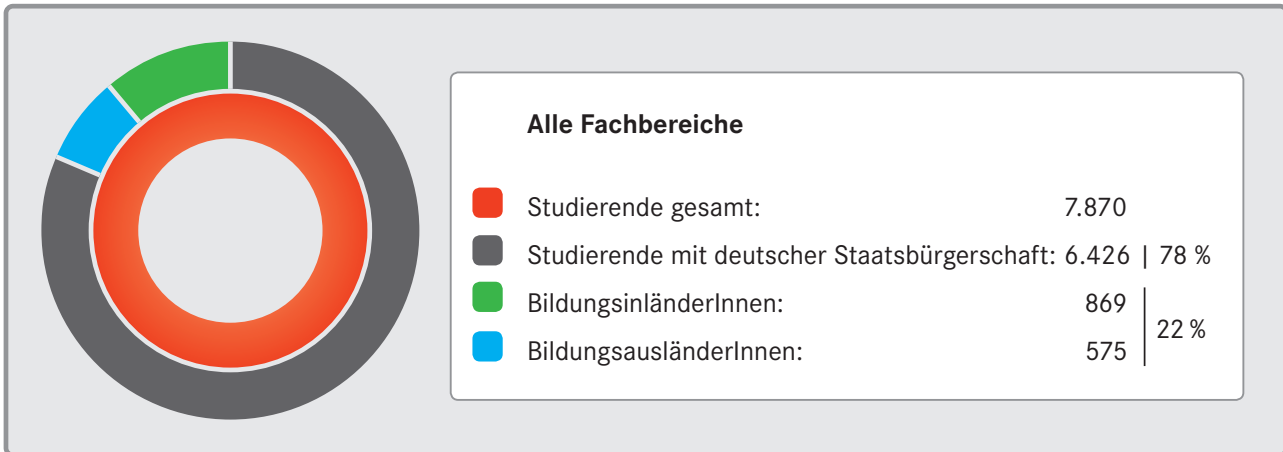 Alle Fachbereiche
Studierende gesamt: 7.870
Studierende mit deutscher Staatsbürgerschaft: 6.426 | 78 %
BildungsinländerInnen: 869
22 %
BildungsausländerInnen: 575